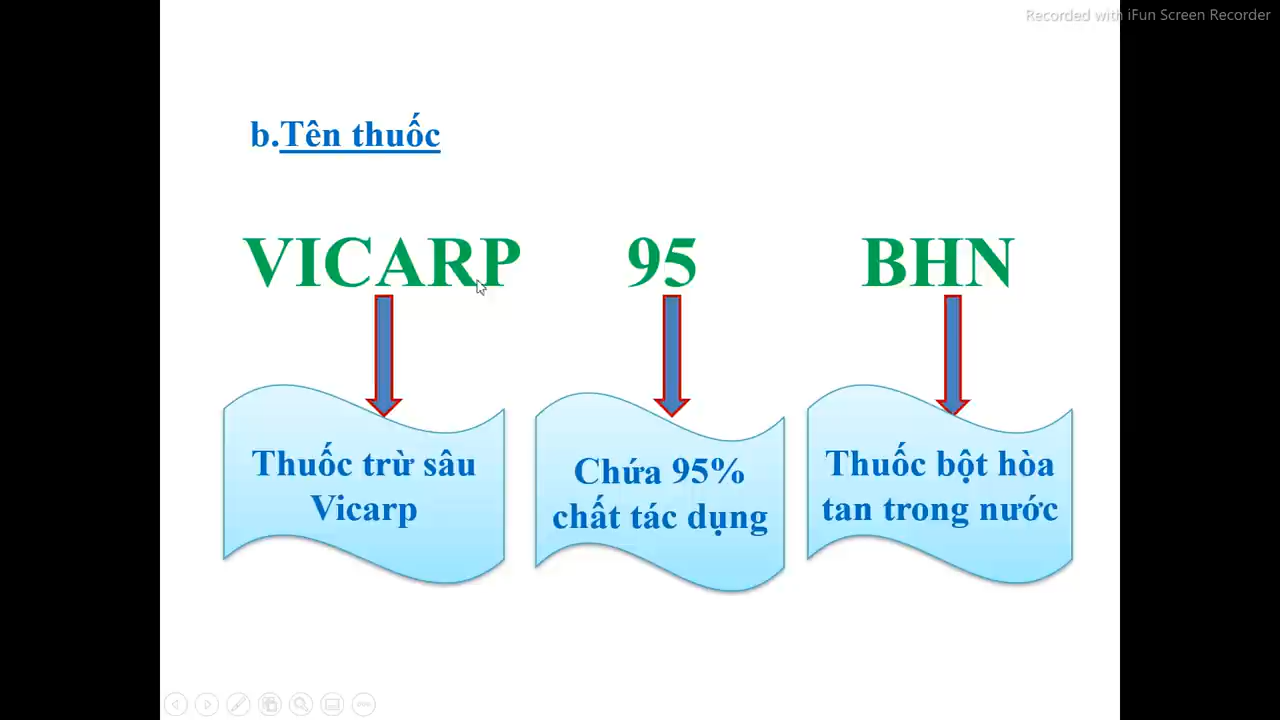 Recorded with iFun Screen Recorder
b.Tên thuốc
VICARP 95 BHN
Thuốc trừ sâu
Vicarp
Chứa 95%
chất tác dụng
Thuốc bột hòa
tan trong nước